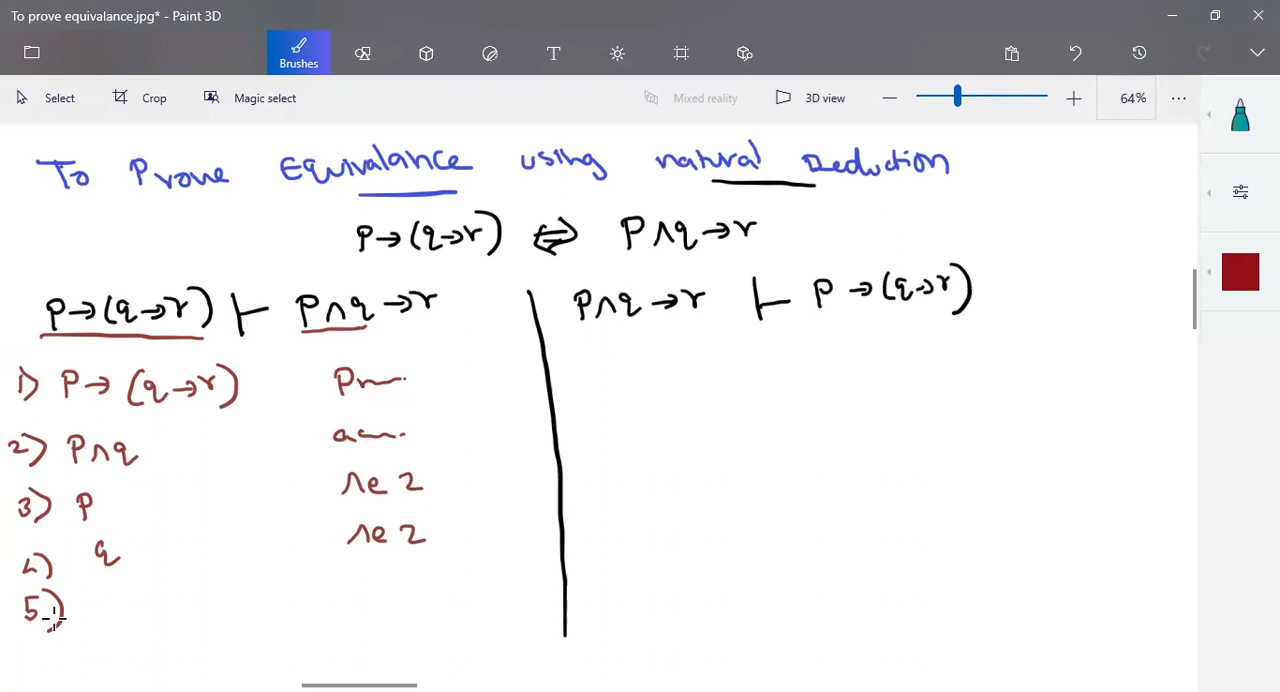 To prove equivalance.jpg* - Paint 3D
Brushes
Select Crop Magic select Mixed reality 3D view 64%
To Prove Equivalance using natural Deduction
P→(q→r) ⇔ P∧q→r
P→(q→r) ⊢ P∧q→r
P∧q→r ⊢ P→(q→r)
1) P→(q→r)
2) P∧q
3) P ∧e 2
4) q ∧e 2
5)